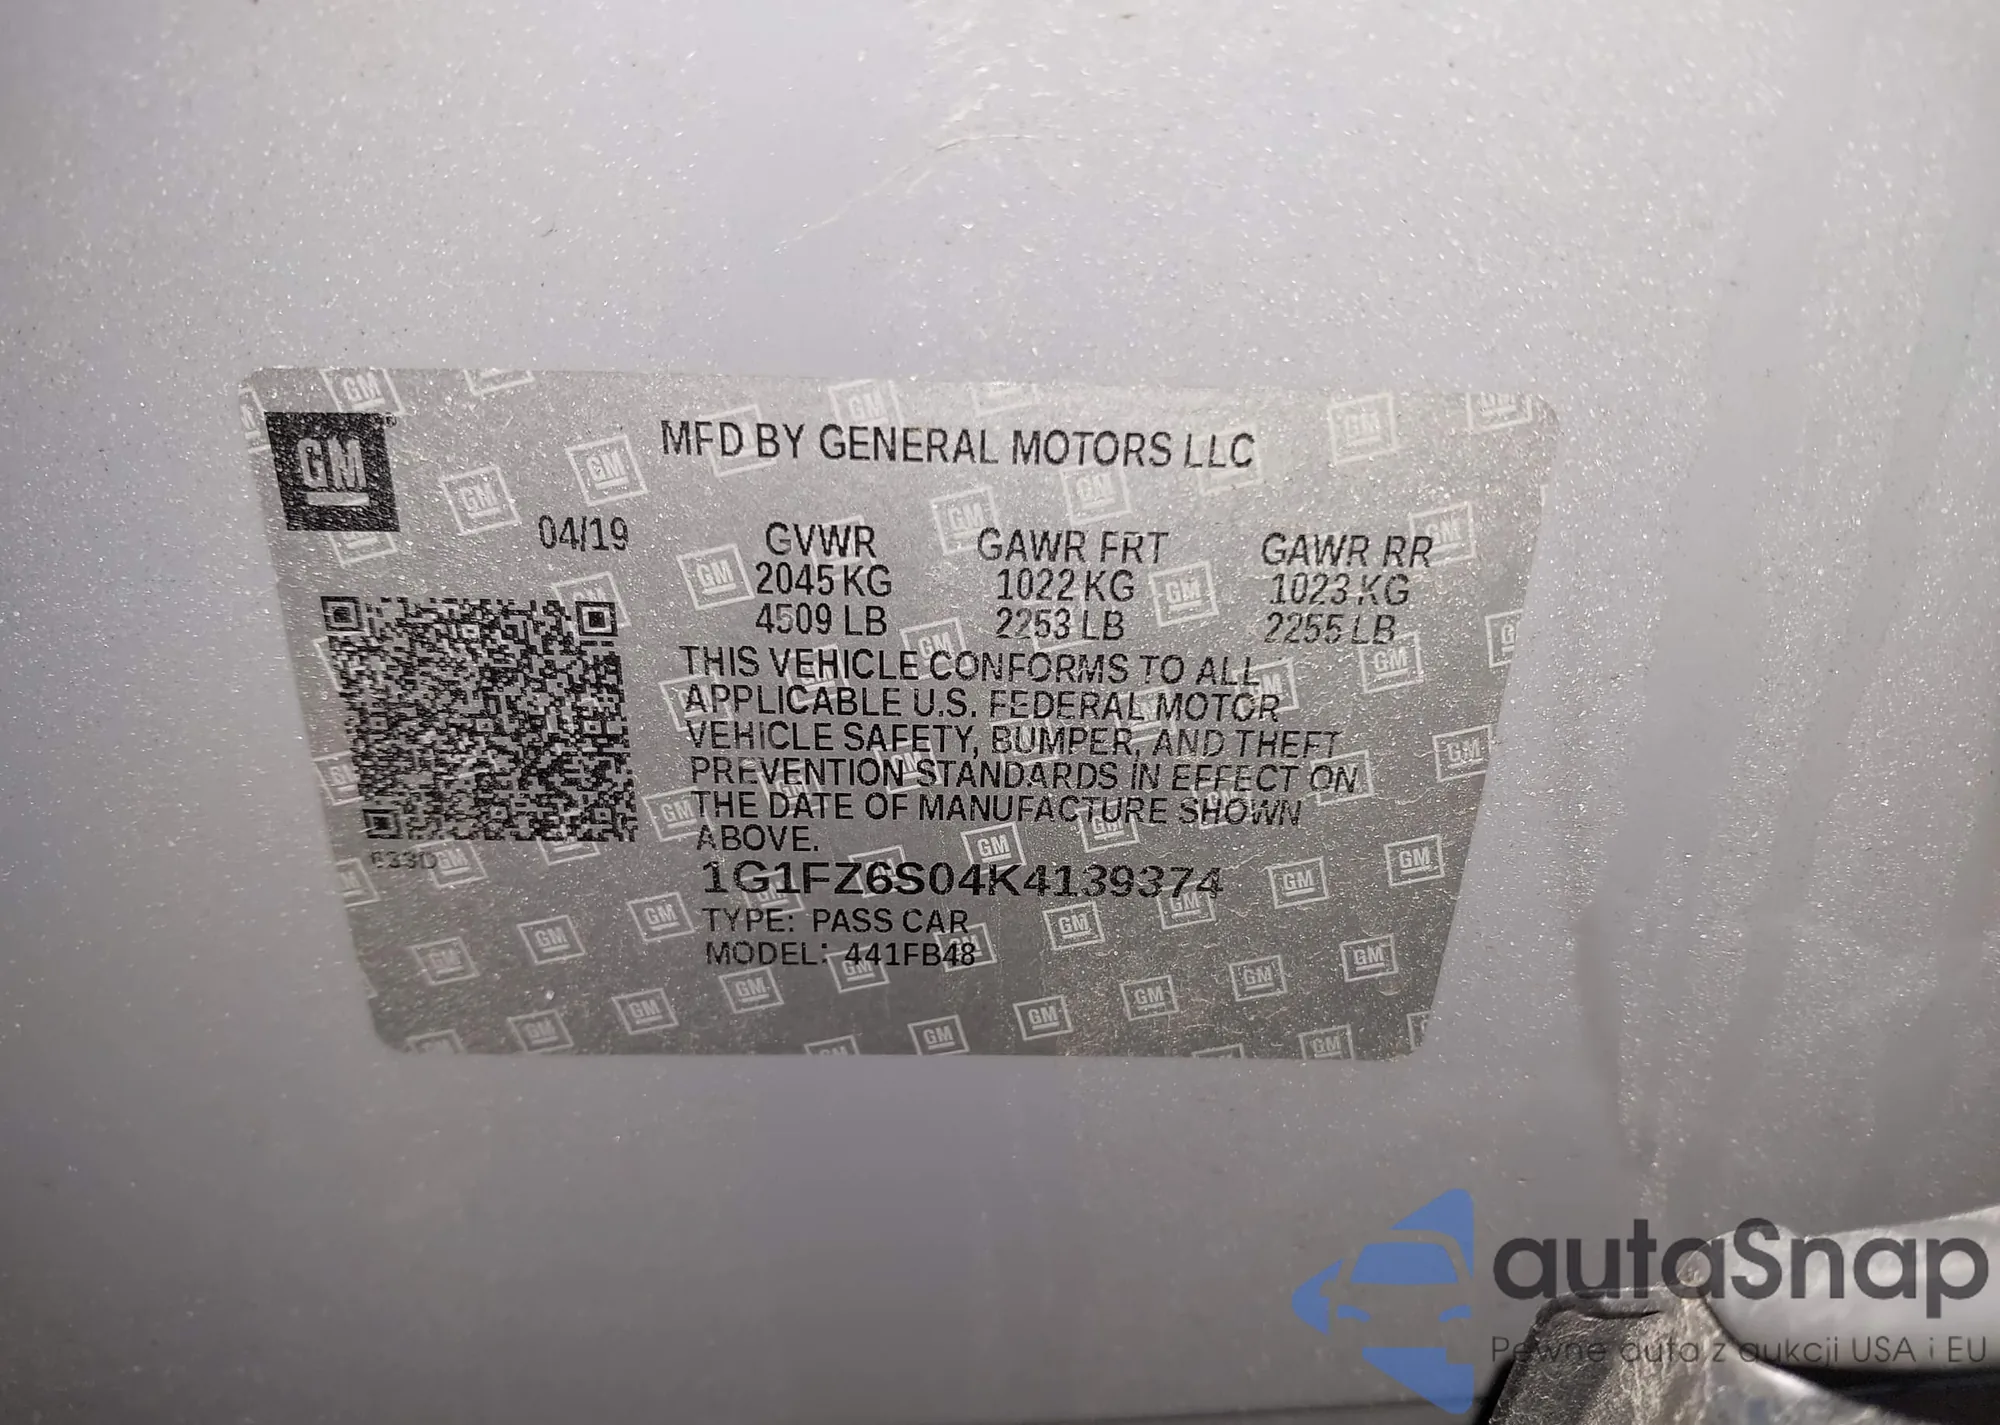 GM
MFD BY GENERAL MOTORS LLC
04/19
GVWR GAWR FRT GAWR RR
2045 KG 1022 KG 1023 KG
4509 LB 2253 LB 2255 LB
THIS VEHICLE CONFORMS TO ALL
APPLICABLE U.S. FEDERAL MOTOR
VEHICLE SAFETY, BUMPER, AND THEFT
PREVENTION STANDARDS IN EFFECT ON
THE DATE OF MANUFACTURE SHOWN
ABOVE.
1G1FZ6S04K4139374
TYPE: PASS CAR
MODEL: 441FB48
autaSnap
Pewne auta z aukcji USA i EU